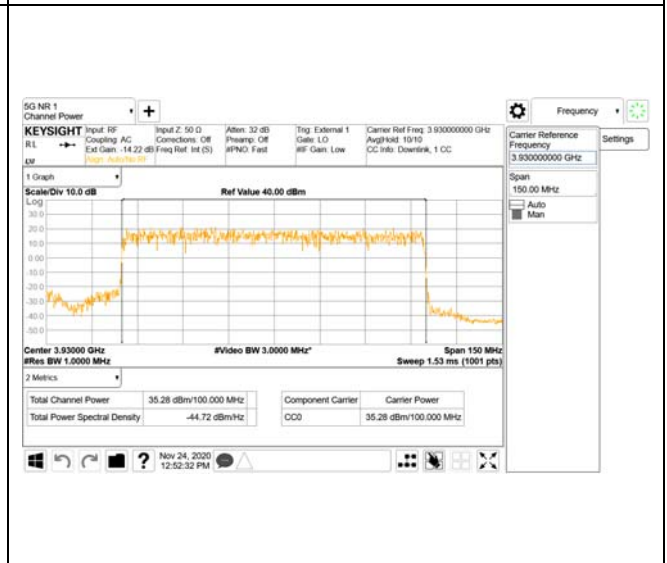 5G NR 1
Channel Power
+
Frequency
KEYSIGHT
RL
Input: RF
Coupling: AC
Ext Gain: -14.22 dB
Align: Auto/No RF
Input Z: 50 Ω
Corrections: Off
Freq Ref: Int (S)
Atten: 32 dB
Preamp: Off
#PNO: Fast
Trig: External 1
Gate: LO
#IF Gain: Low
Carrier Ref Freq: 3.930000000 GHz
Avg|Hold: 10/10
CC Info: Downlink, 1 CC
Carrier Reference
Frequency
3.930000000 GHz
Settings
Span
150.00 MHz
Auto
Man
1 Graph
Scale/Div 10.0 dB
Ref Value 40.00 dBm
Log
30.0
20.0
10.0
0.00
-10.0
-20.0
-30.0
-40.0
-50.0
Center 3.93000 GHz
#Video BW 3.0000 MHz*
Span 150 MHz
#Res BW 1.0000 MHz
Sweep 1.53 ms (1001 pts)
2 Metrics
Total Channel Power 35.28 dBm/100.000 MHz
Total Power Spectral Density -44.72 dBm/Hz
Component Carrier Carrier Power
CC0 35.28 dBm/100.000 MHz
?
Nov 24, 2020
12:52:32 PM